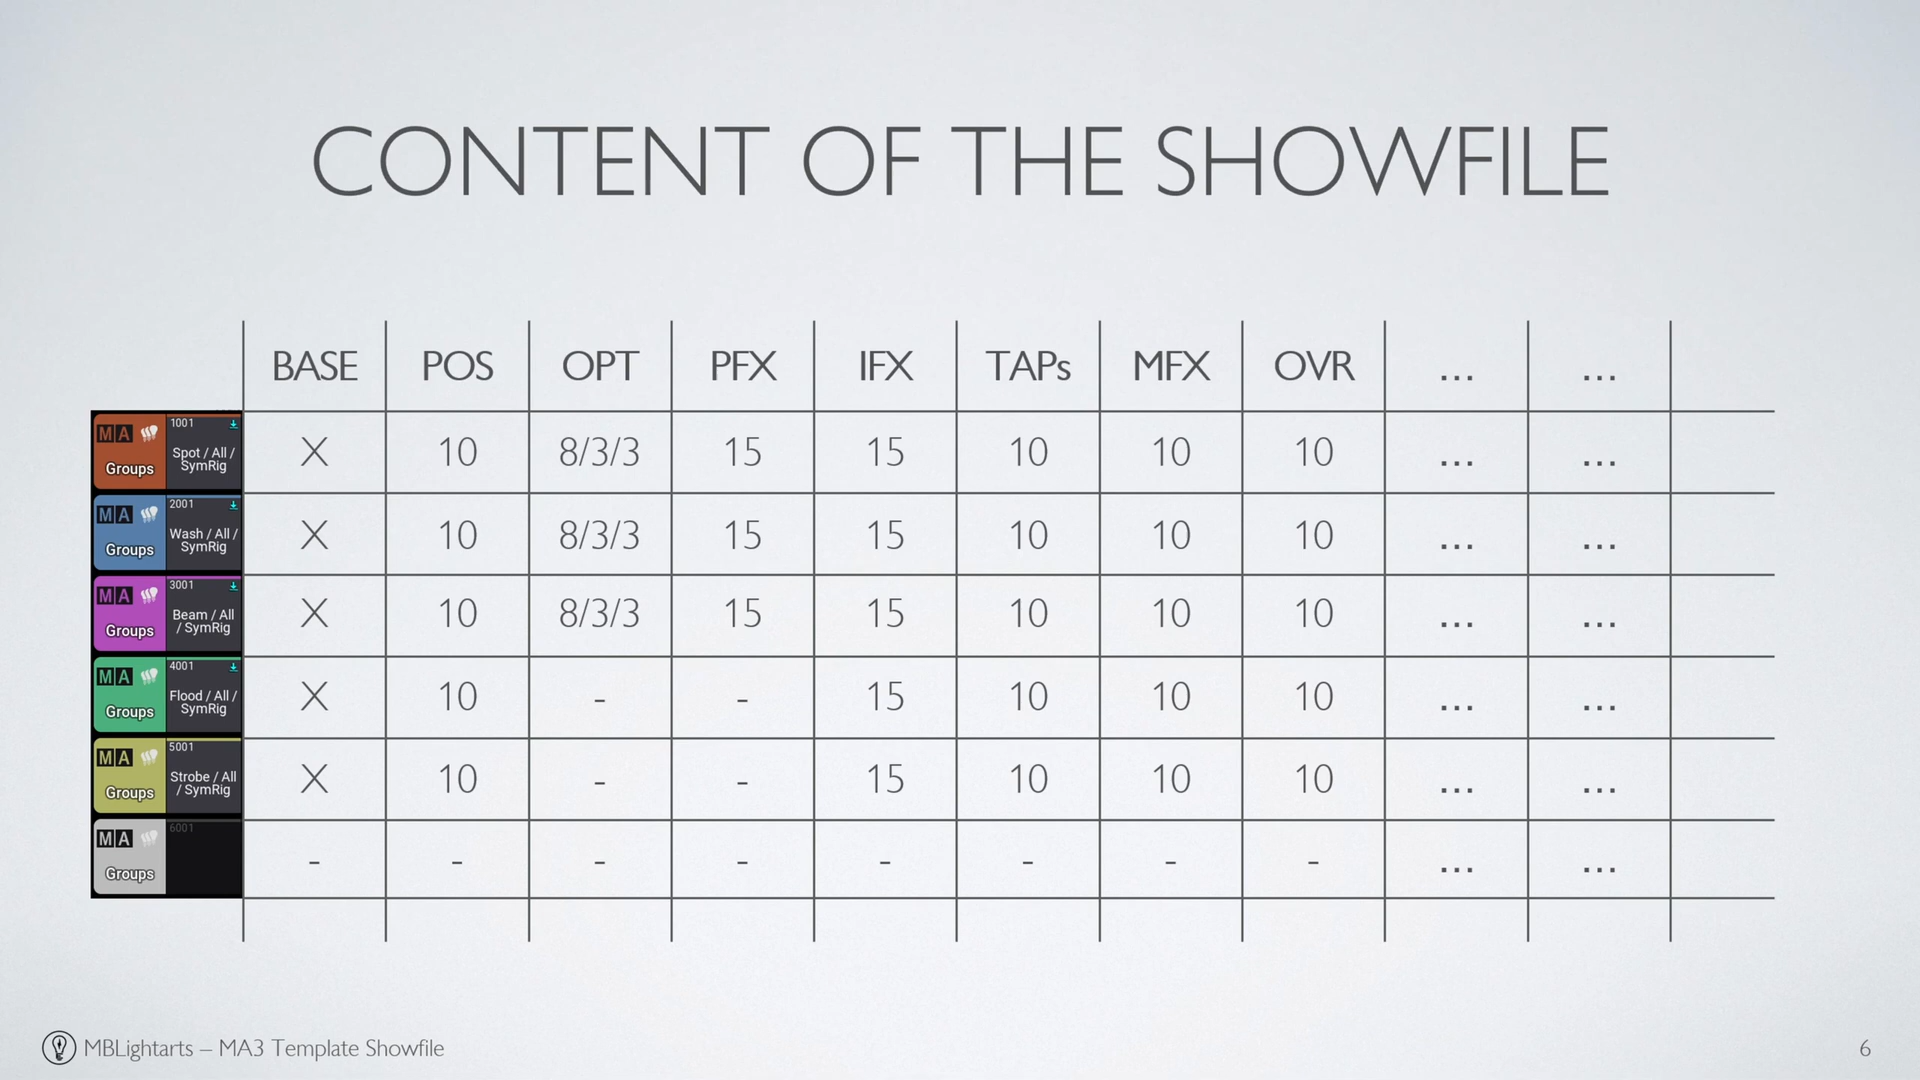 CONTENT OF THE SHOWFILE
BASE POS OPT PFX IFX TAPs MFX OVR ... ...
MA Groups 1001 Spot / All / SymRig X 10 8/3/3 15 15 10 10 10 ... ...
MA Groups 2001 Wash / All / SymRig X 10 8/3/3 15 15 10 10 10 ... ...
MA Groups 3001 Beam / All / SymRig X 10 8/3/3 15 15 10 10 10 ... ...
MA Groups 4001 Flood / All / SymRig X 10 - - 15 10 10 10 ... ...
MA Groups 5001 Strobe / All / SymRig X 10 - - 15 10 10 10 ... ...
MA Groups 6001 - - - - - - - - ... ...
MBLightarts – MA3 Template Showfile
6